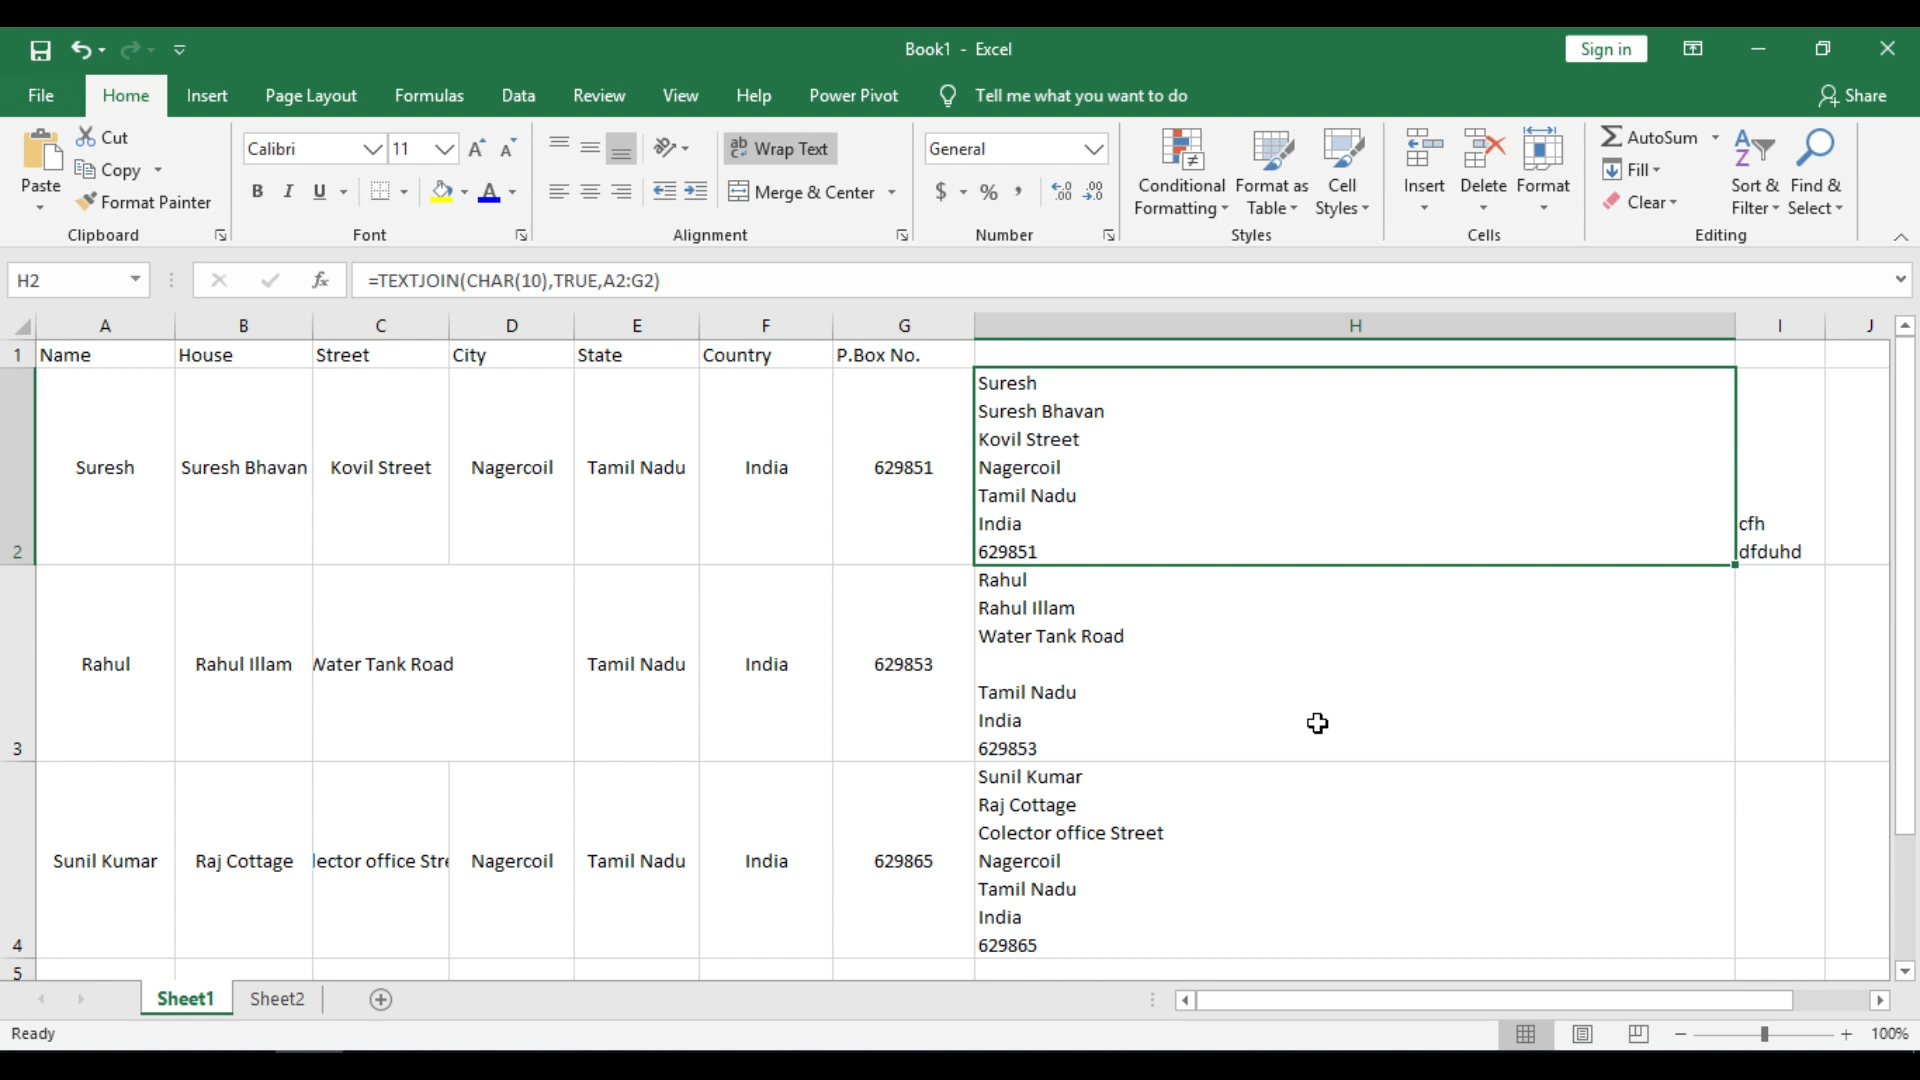 Book1 - Excel
Sign in
File Home Insert Page Layout Formulas Data Review View Help Power Pivot Tell me what you want to do Share
Paste
Cut
Copy
Format Painter
Clipboard
Calibri 11
B I U A
Font
ab Wrap Text
Merge & Center
Alignment
General
$ % ,
Number
Conditional Formatting
Format as Table
Cell Styles
Styles
Insert Delete Format
Cells
AutoSum
Fill
Clear
Sort & Filter
Find & Select
Editing
H2 fx =TEXTJOIN(CHAR(10),TRUE,A2:G2)
A B C D E F G H I J
1 Name House Street City State Country P.Box No.
2 Suresh Suresh Bhavan Kovil Street Nagercoil Tamil Nadu India 629851
Suresh
Suresh Bhavan
Kovil Street
Nagercoil
Tamil Nadu
India
629851
cfh
dfduhd
3 Rahul Rahul Illam Water Tank Road Tamil Nadu India 629853
Rahul
Rahul Illam
Water Tank Road
Tamil Nadu
India
629853
4 Sunil Kumar Raj Cottage lector office Stre Nagercoil Tamil Nadu India 629865
Sunil Kumar
Raj Cottage
Colector office Street
Nagercoil
Tamil Nadu
India
629865
5
Sheet1 Sheet2
Ready
100%